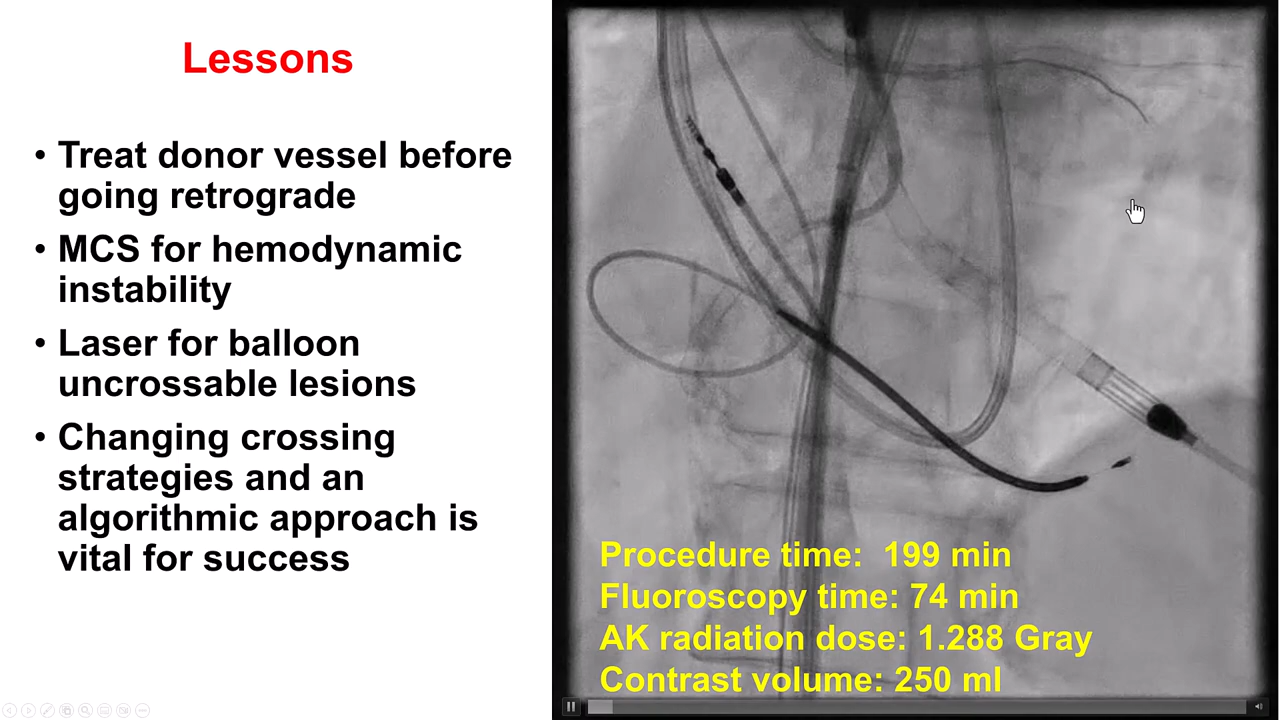 Lessons
• Treat donor vessel before
going retrograde
• MCS for hemodynamic
instability
• Laser for balloon
uncrossable lesions
• Changing crossing
strategies and an
algorithmic approach is
vital for success
Procedure time: 199 min
Fluoroscopy time: 74 min
AK radiation dose: 1.288 Gray
Contrast volume: 250 ml